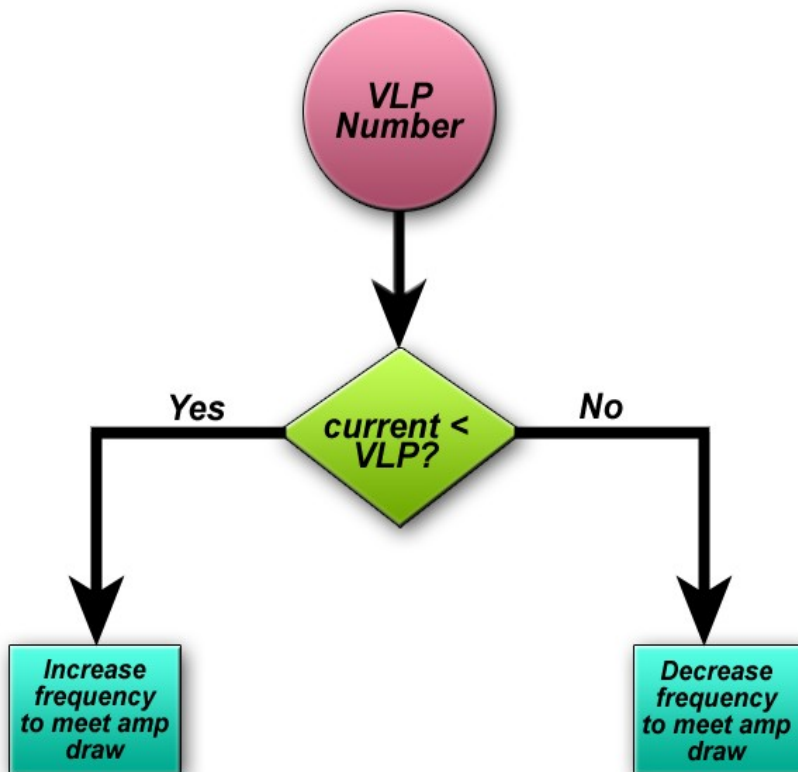 VLP
Number
Yes
current <
VLP?
No
Increase
frequency
to meet amp
draw
Decrease
frequency
to meet amp
draw